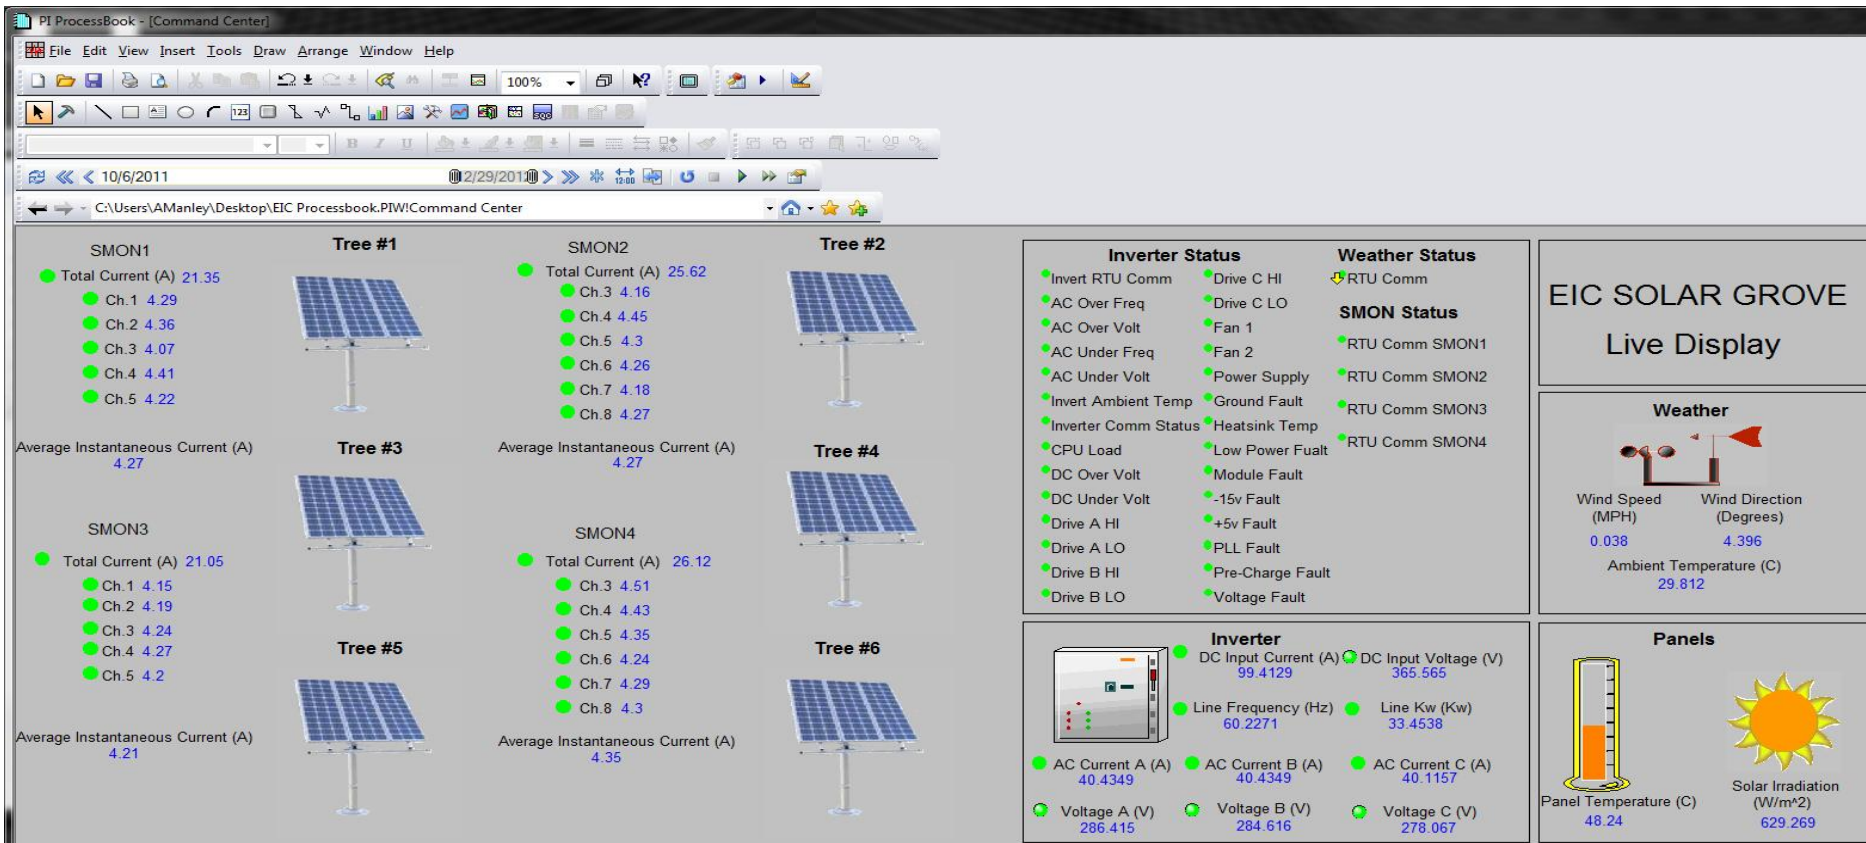 PI ProcessBook - [Command Center]
File Edit View Insert Tools Draw Arrange Window Help
100%
123
B I U
10/6/2011
2/29/2012
12:00
C:\Users\AManley\Desktop\EIC Processbook.PIW!Command Center
SMON1
Total Current (A) 21.35
Ch.1 4.29
Ch.2 4.36
Ch.3 4.07
Ch.4 4.41
Ch.5 4.22
Average Instantaneous Current (A)
4.27
Tree #1
SMON2
Total Current (A) 25.62
Ch.3 4.16
Ch.4 4.45
Ch.5 4.3
Ch.6 4.26
Ch.7 4.18
Ch.8 4.27
Average Instantaneous Current (A)
4.27
Tree #2
Tree #3
Tree #4
SMON3
Total Current (A) 21.05
Ch.1 4.15
Ch.2 4.19
Ch.3 4.24
Ch.4 4.27
Ch.5 4.2
Average Instantaneous Current (A)
4.21
Tree #5
SMON4
Total Current (A) 26.12
Ch.3 4.51
Ch.4 4.43
Ch.5 4.35
Ch.6 4.24
Ch.7 4.29
Ch.8 4.3
Average Instantaneous Current (A)
4.35
Tree #6
Inverter Status
Invert RTU Comm
AC Over Freq
AC Over Volt
AC Under Freq
AC Under Volt
Invert Ambient Temp
Inverter Comm Status
CPU Load
DC Over Volt
DC Under Volt
Drive A HI
Drive A LO
Drive B HI
Drive B LO
Drive C HI
Drive C LO
Fan 1
Fan 2
Power Supply
Ground Fault
Heatsink Temp
Low Power Fualt
Module Fault
-15v Fault
+5v Fault
PLL Fault
Pre-Charge Fault
Voltage Fault
Weather Status
RTU Comm
SMON Status
RTU Comm SMON1
RTU Comm SMON2
RTU Comm SMON3
RTU Comm SMON4
EIC SOLAR GROVE
Live Display
Weather
Wind Speed
(MPH)
0.038
Wind Direction
(Degrees)
4.396
Ambient Temperature (C)
29.812
Inverter
DC Input Current (A)
99.4129
DC Input Voltage (V)
365.565
Line Frequency (Hz)
60.2271
Line Kw (Kw)
33.4538
AC Current A (A)
40.4349
AC Current B (A)
40.4349
AC Current C (A)
40.1157
Voltage A (V)
286.415
Voltage B (V)
284.616
Voltage C (V)
278.067
Panels
Panel Temperature (C)
48.24
Solar Irradiation
(W/m^2)
629.269